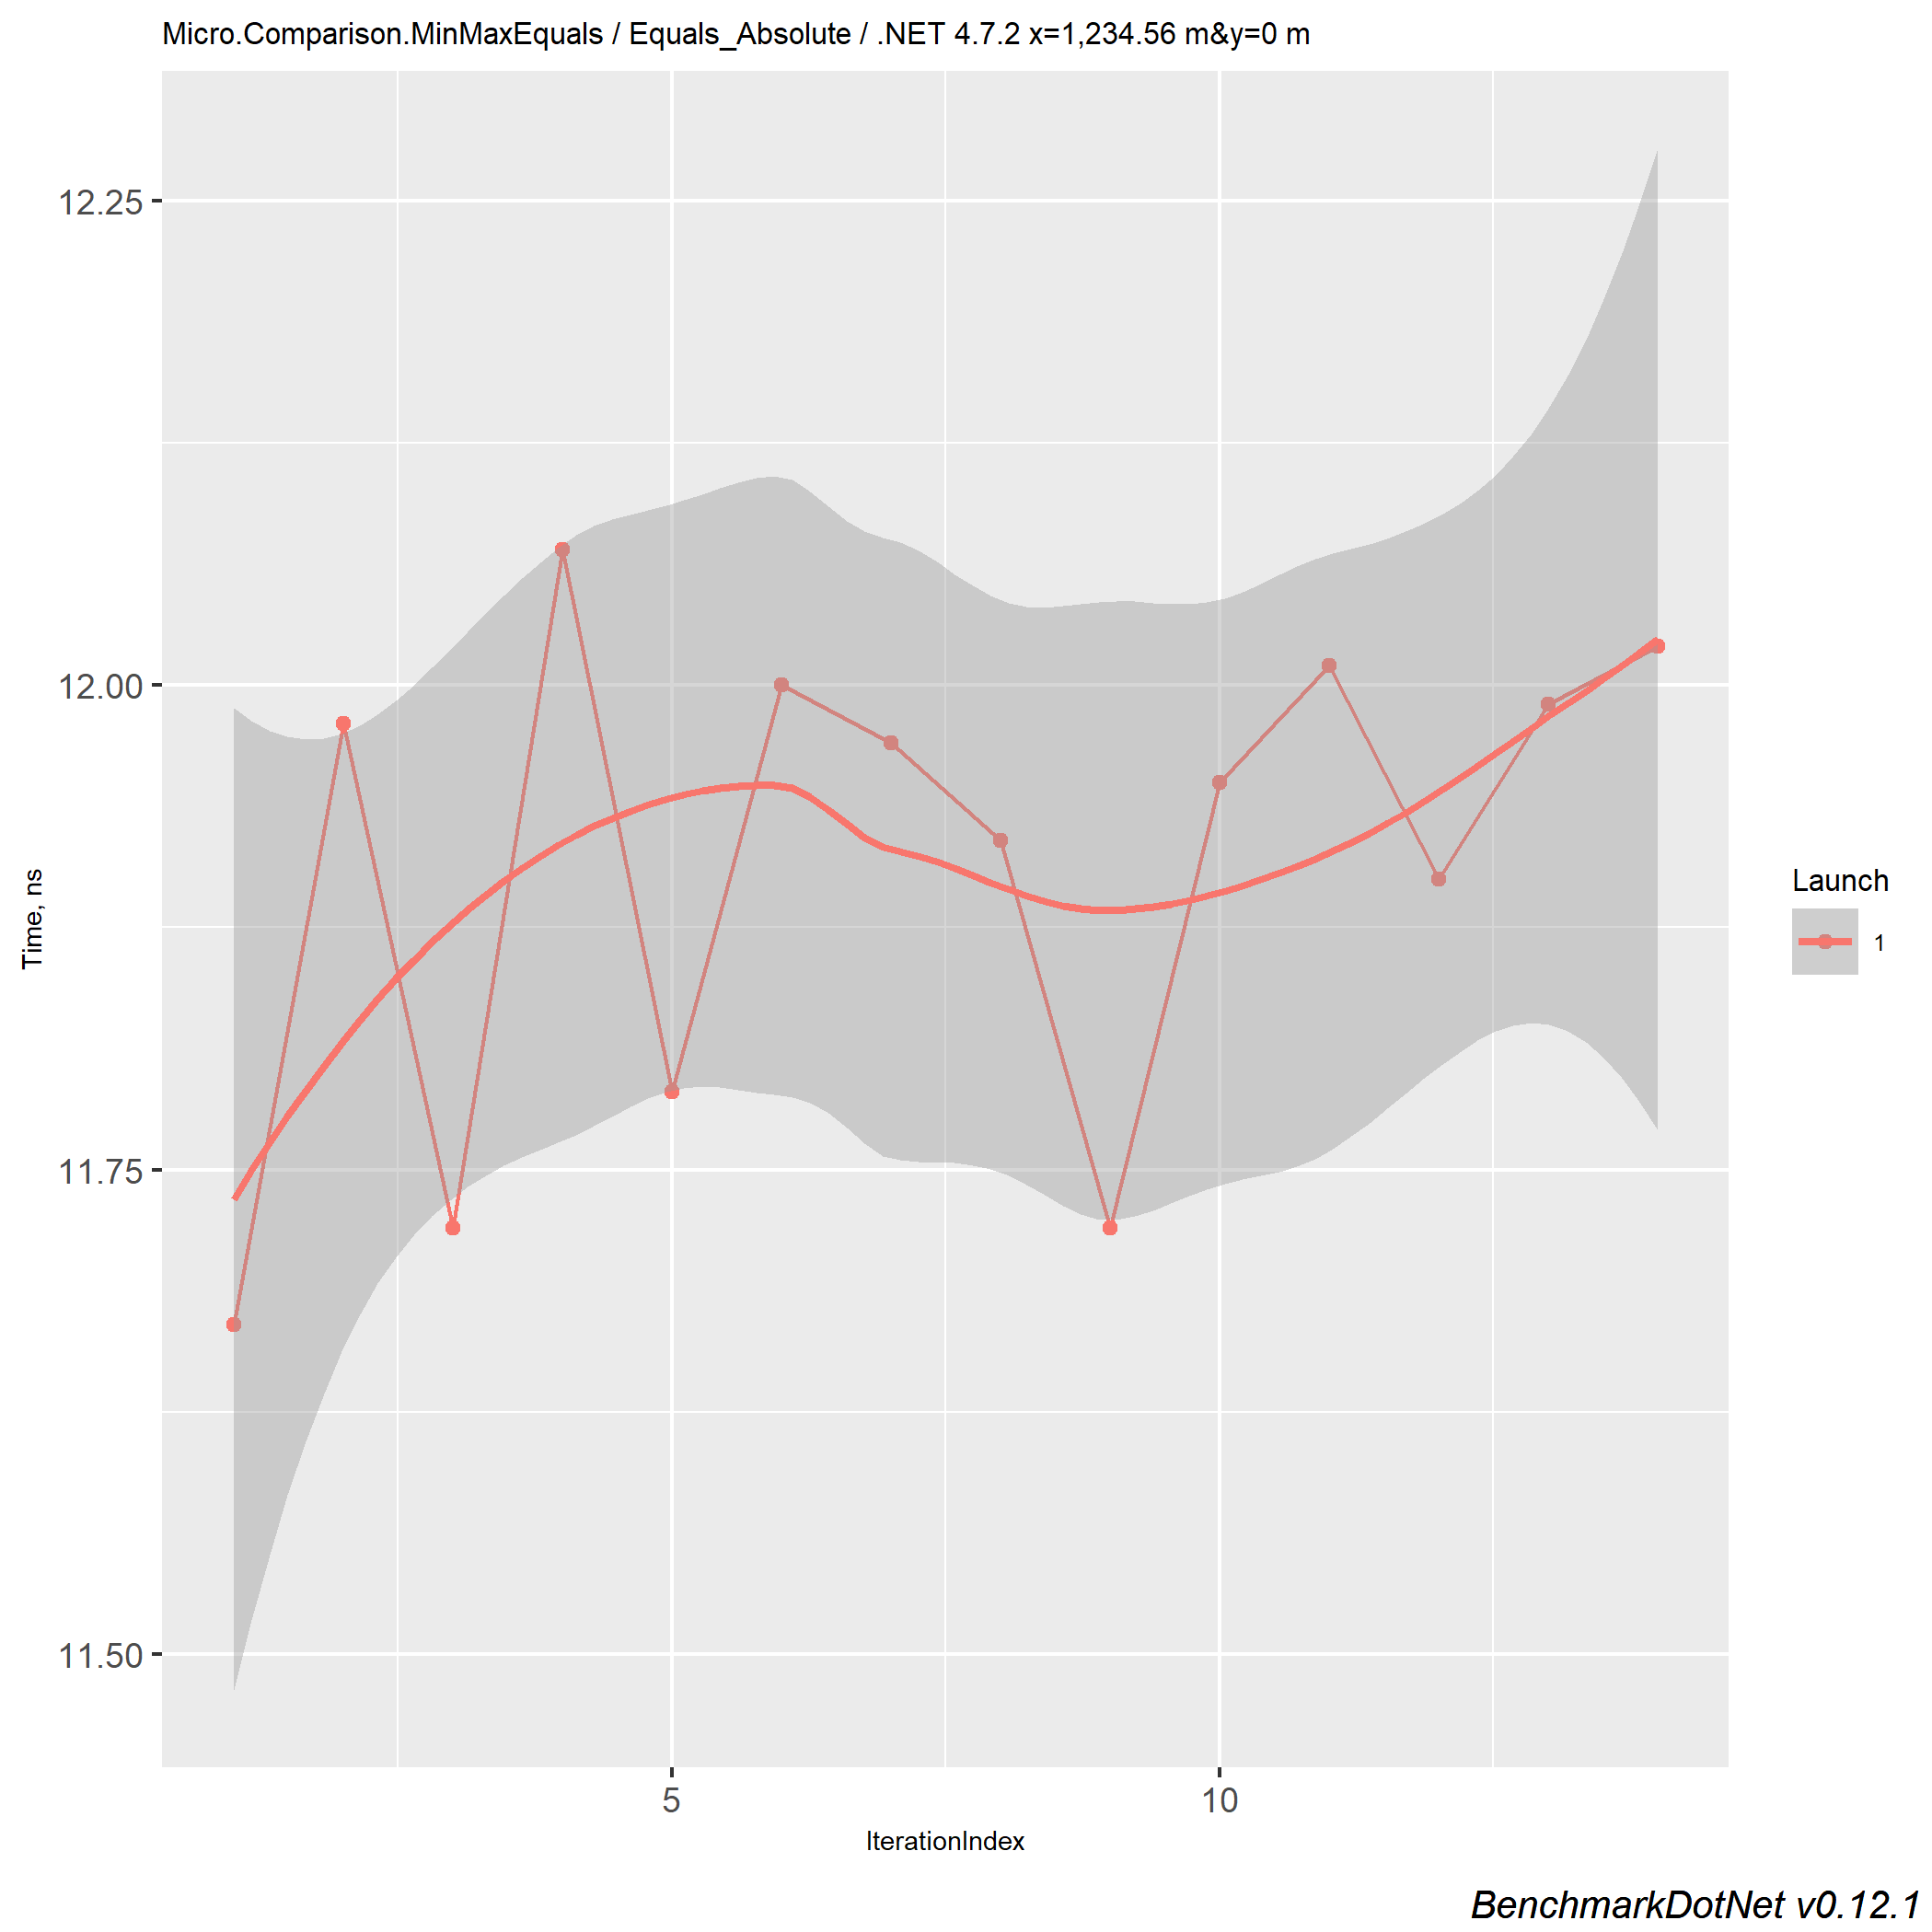 Micro.Comparison.MinMaxEquals / Equals_Absolute / .NET 4.7.2 x=1,234.56 m&y=0 m
12.25
12.00
11.75
11.50
Time, ns
5
10
IterationIndex
Launch
1
BenchmarkDotNet v0.12.1